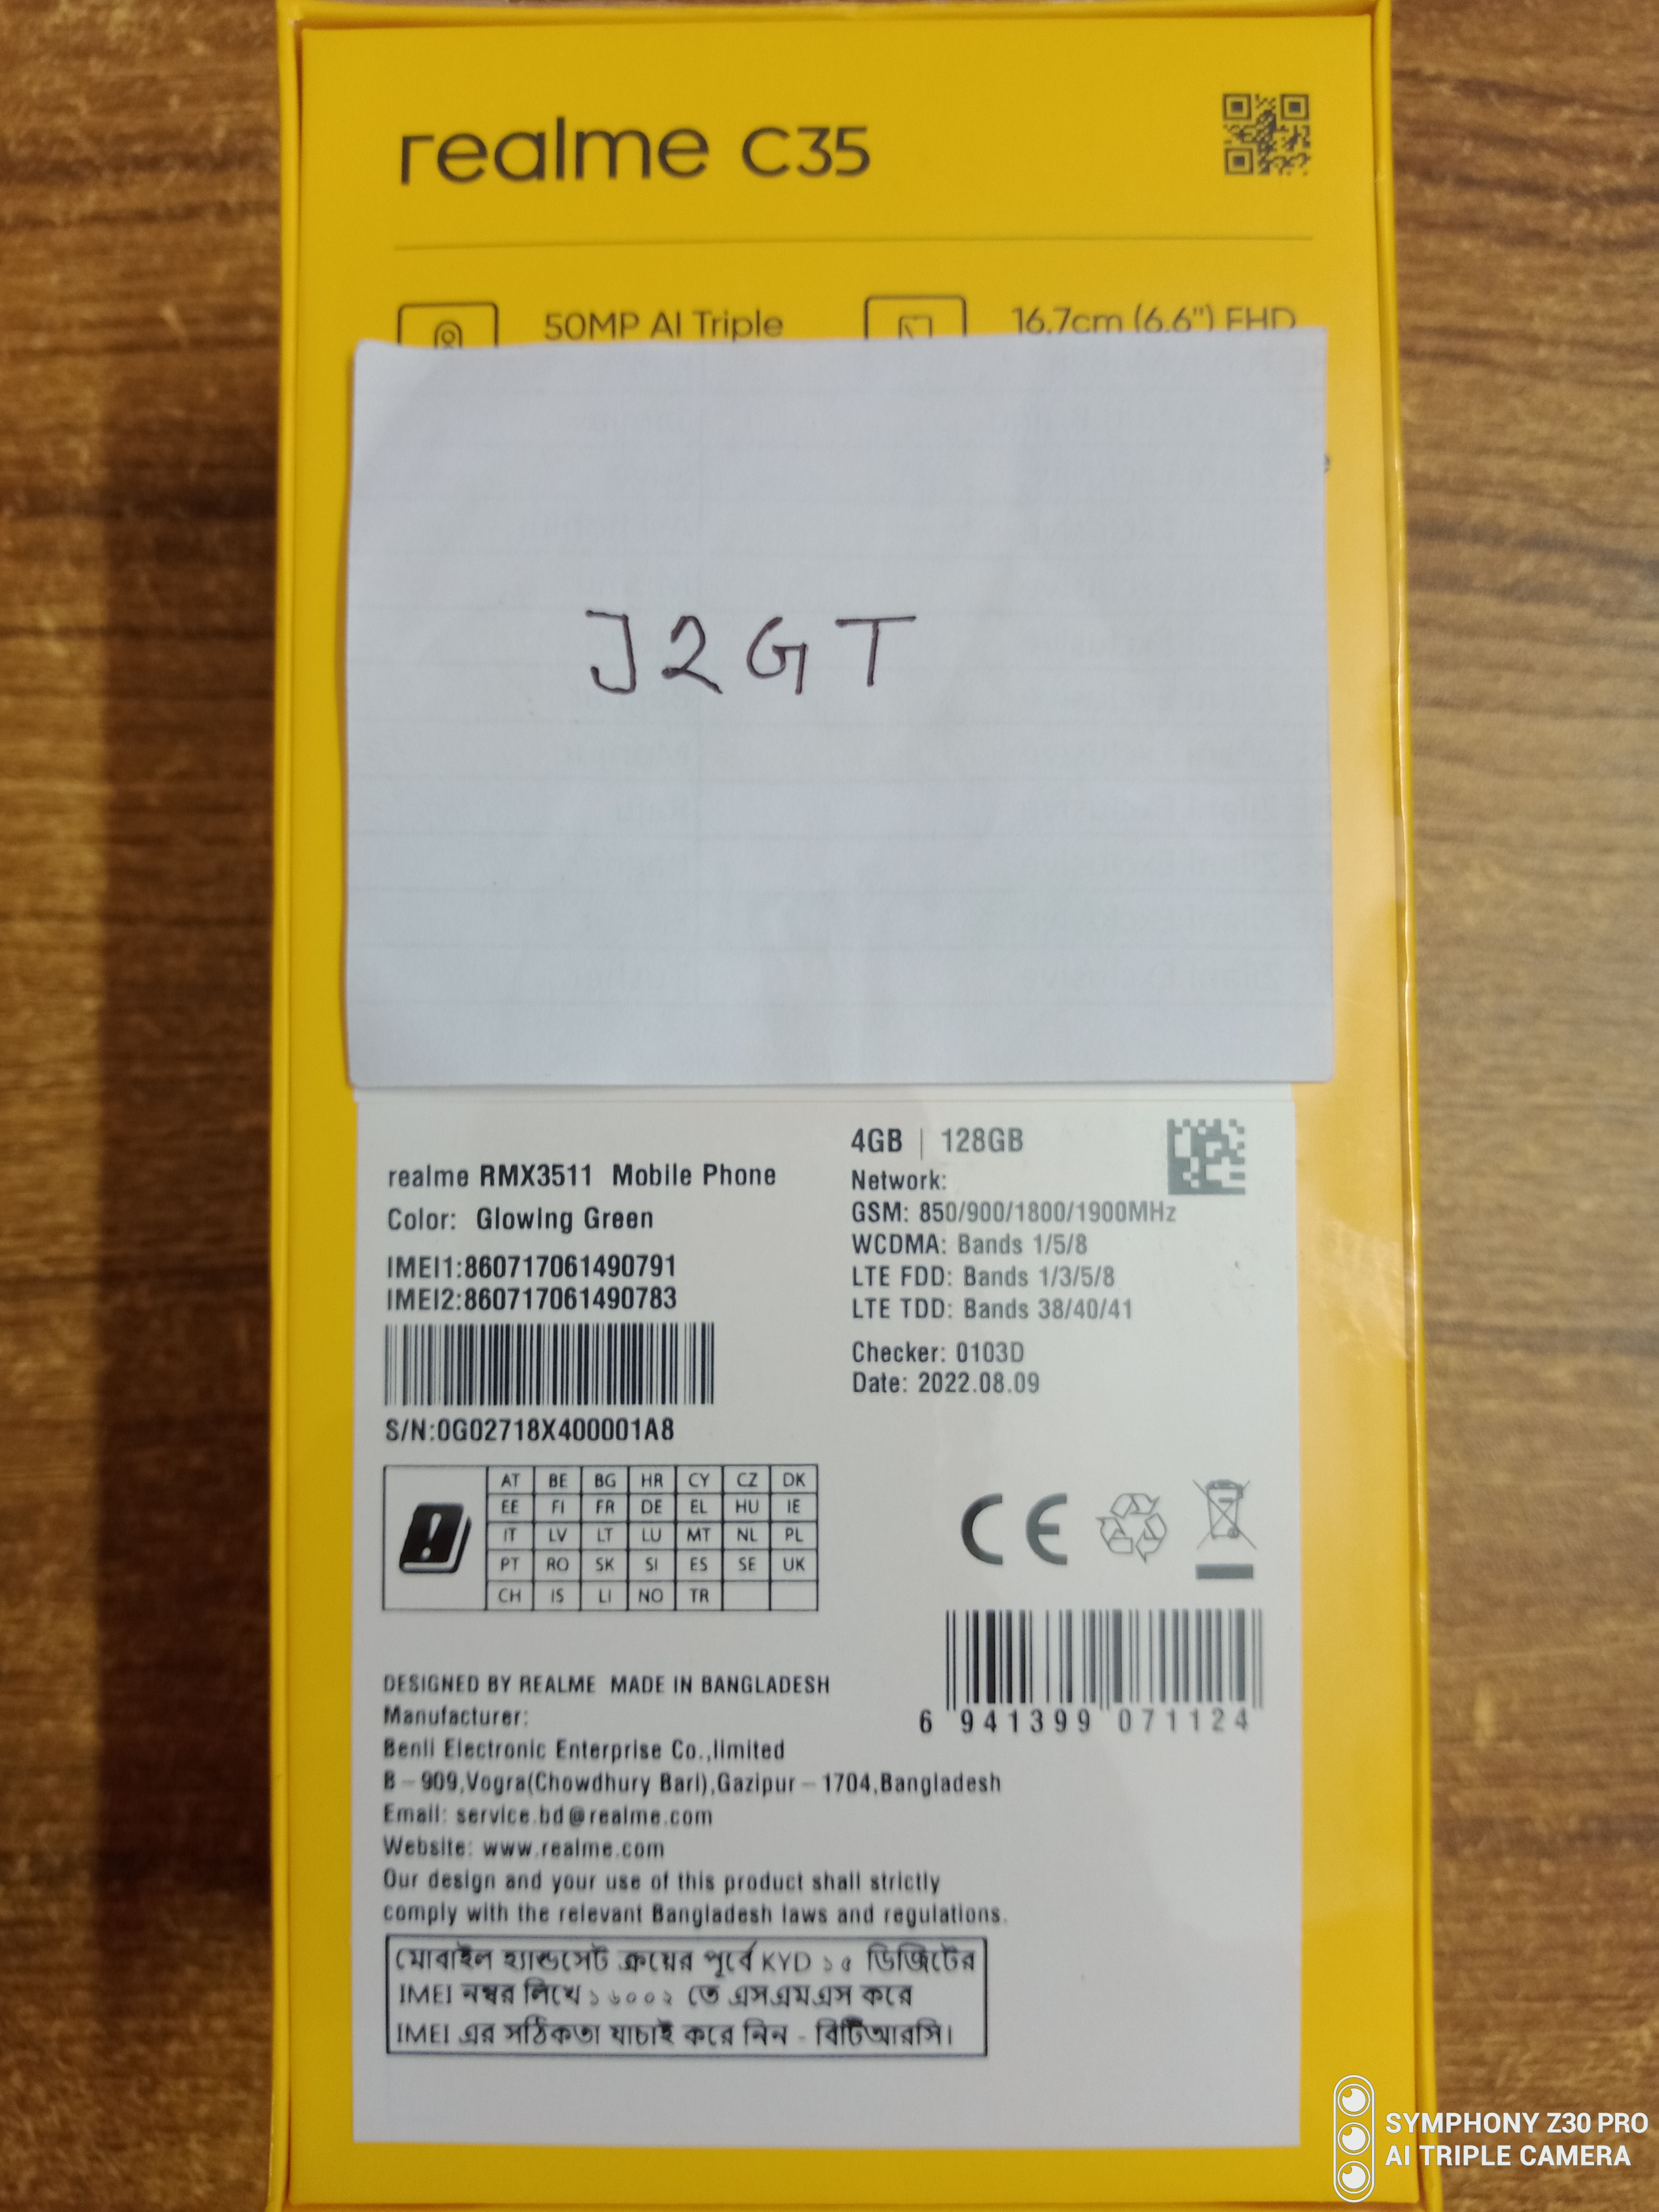 realme C35
50MP AI Triple
16.7cm (6.6") FHD
J2GT
realme RMX3511 Mobile Phone
Color: Glowing Green
IMEI1:860717061490791
IMEI2:860717061490783
S/N:0G02718X400001A8
4GB | 128GB
Network:
GSM: 850/900/1800/1900MHz
WCDMA: Bands 1/5/8
LTE FDD: Bands 1/3/5/8
LTE TDD: Bands 38/40/41
Checker: 0103D
Date: 2022.08.09
AT BE BG HR CY CZ DK
EE FI FR DE EL HU IE
IT LV LT LU MT NL PL
PT RO SK SI ES SE UK
CH IS LI NO TR
CE
6 941399 071124
DESIGNED BY REALME MADE IN BANGLADESH
Manufacturer:
Benli Electronic Enterprise Co.,limited
B-909,Vogra(Chowdhury Bari),Gazipur-1704,Bangladesh
Email: service.bd@realme.com
Website: www.realme.com
Our design and your use of this product shall strictly
comply with the relevant Bangladesh laws and regulations.
মোবাইল হ্যান্ডসেট ক্রয়ের পূর্বে KYD ১৫ ডিজিটের
IMEI নম্বর লিখে ১৬০০২ তে এসএমএস করে
IMEI এর সঠিকতা যাচাই করে নিন - বিটিআরসি।
SYMPHONY Z30 PRO
AI TRIPLE CAMERA